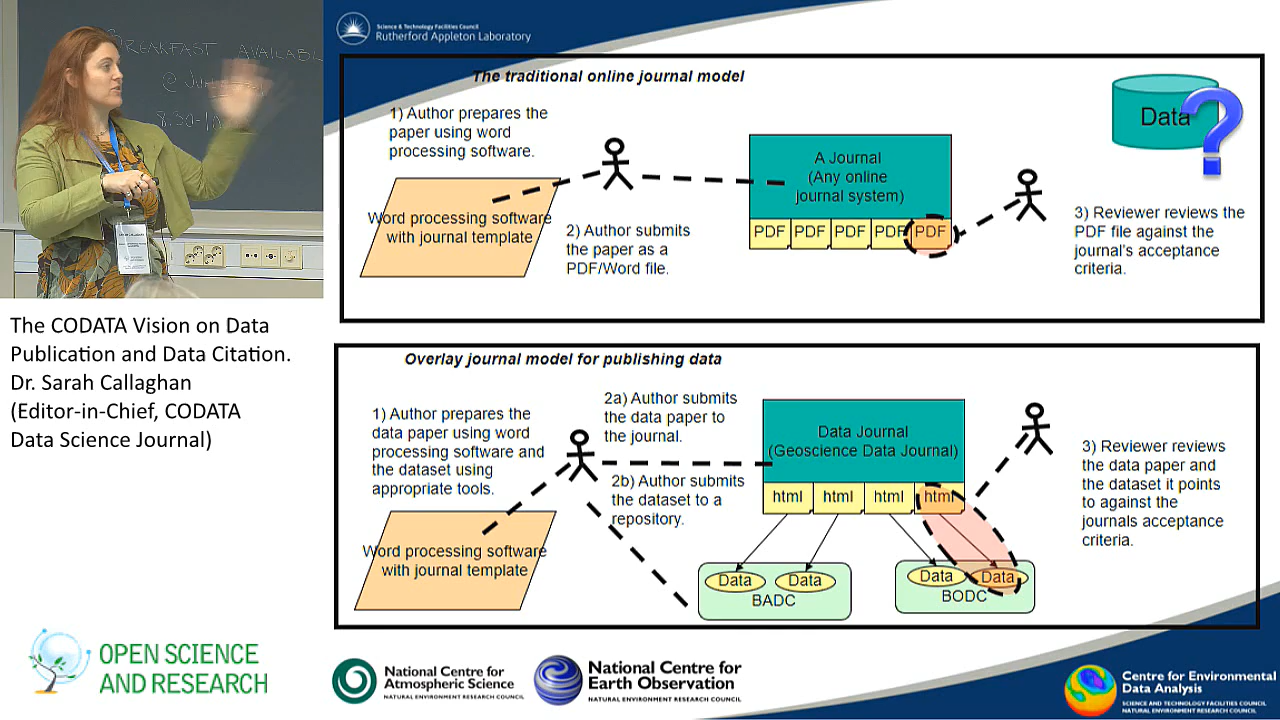 BREAKFAST AVAILABL
@
8.30-1
The CODATA Vision on Data
Publication and Data Citation.
Dr. Sarah Callaghan
(Editor-in-Chief, CODATA
Data Science Journal)
OPEN SCIENCE
AND RESEARCH
Science & Technology Facilities Council
Rutherford Appleton Laboratory
The traditional online journal model
1) Author prepares the
paper using word
processing software.
Word processing software
with journal template
2) Author submits
the paper as a
PDF/Word file.
A Journal
(Any online
journal system)
PDF PDF PDF PDF PDF
Data
?
3) Reviewer reviews the
PDF file against the
journal's acceptance
criteria.
Overlay journal model for publishing data
1) Author prepares the
data paper using word
processing software and
the dataset using
appropriate tools.
Word processing software
with journal template
2a) Author submits
the data paper to
the journal.
2b) Author submits
the dataset to a
repository.
Data Journal
(Geoscience Data Journal)
html html html html
Data Data
BADC
Data Data
BODC
3) Reviewer reviews
the data paper and
the dataset it points
to against the
journals acceptance
criteria.
National Centre for
Atmospheric Science
NATURAL ENVIRONMENT RESEARCH COUNCIL
National Centre for
Earth Observation
NATURAL ENVIRONMENT RESEARCH COUNCIL
Centre for Environmental
Data Analysis
SCIENCE AND TECHNOLOGY FACILITIES COUNCIL
NATURAL ENVIRONMENT RESEARCH COUNCIL